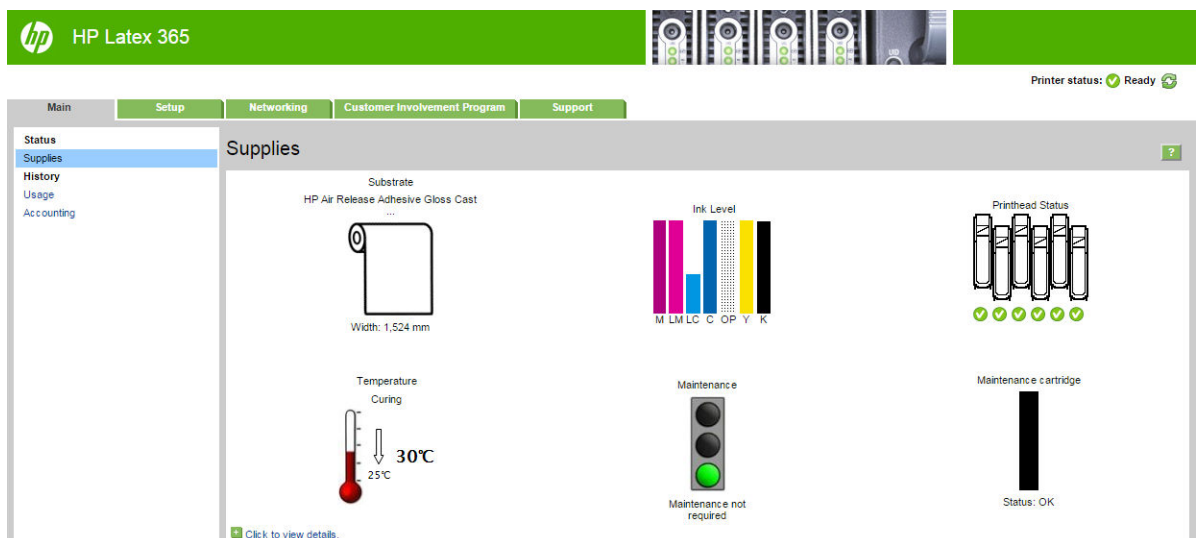 hp HP Latex 365
Printer status: Ready
Main Setup Networking Customer Involvement Program Support
Status
Supplies
History
Usage
Accounting
Supplies
?
Substrate
HP Air Release Adhesive Gloss Cast
...
Width: 1,524 mm
Ink Level
M LM LC C OP Y K
Printhead Status
Temperature
Curing
30℃
25℃
Maintenance
Maintenance not
required
Maintenance cartridge
Status: OK
+ Click to view details.